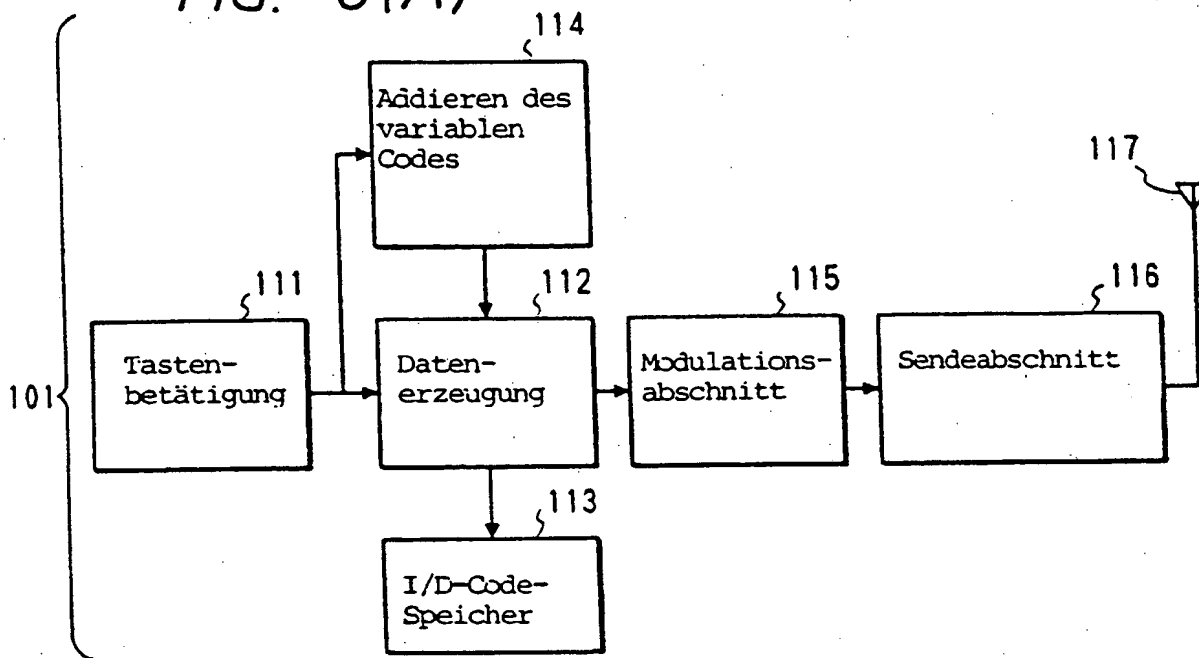 114
Addieren des
variablen
Codes
117
111
112
115
116
101
Tasten-
betätigung
Daten-
erzeugung
Modulations-
abschnitt
Sendeabschnitt
113
I/D-Code-
Speicher